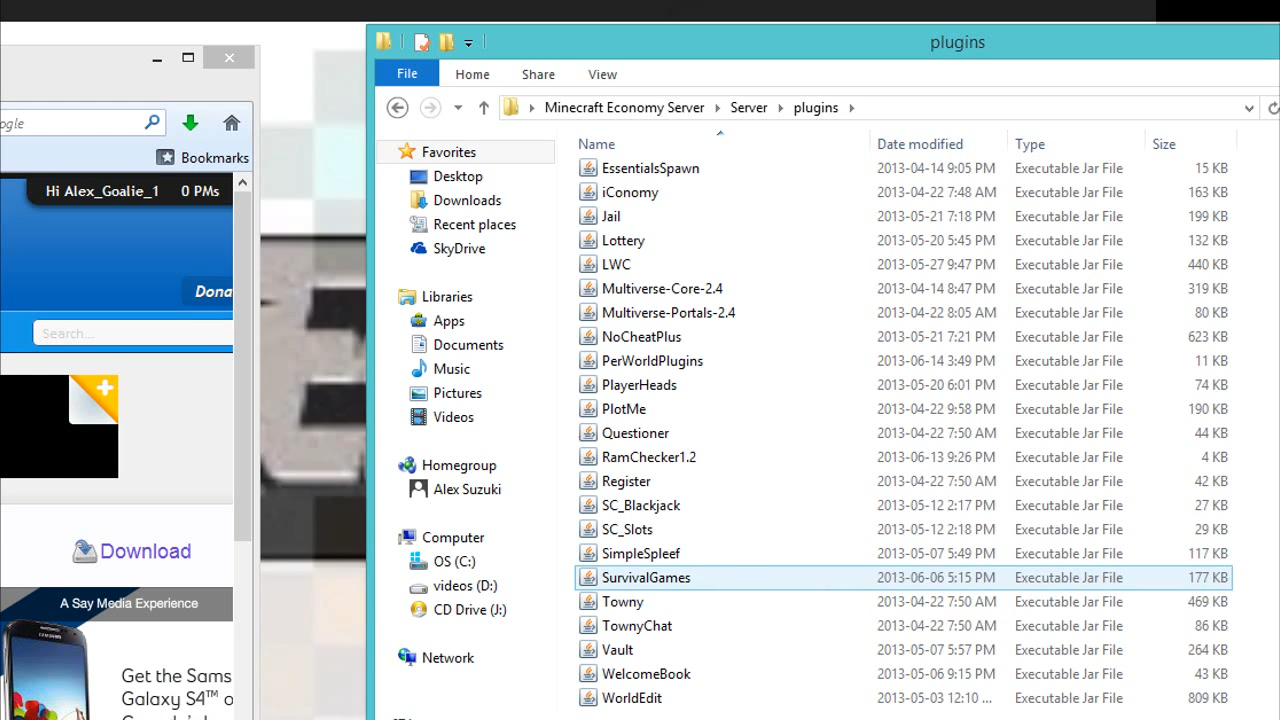 plugins
File Home Share View
Minecraft Economy Server Server plugins
ogle
Bookmarks
Hi Alex_Goalie_1 0 PMs
Dona
Search...
Download
A Say Media Experience
SAMSUNG
Get the Sams
Galaxy S4™ o
Favorites
Desktop
Downloads
Recent places
SkyDrive
Libraries
Apps
Documents
Music
Pictures
Videos
Homegroup
Alex Suzuki
Computer
OS (C:)
videos (D:)
CD Drive (J:)
Network
Name Date modified Type Size
EssentialsSpawn 2013-04-14 9:05 PM Executable Jar File 15 KB
iConomy 2013-04-22 7:48 AM Executable Jar File 163 KB
Jail 2013-05-21 7:18 PM Executable Jar File 199 KB
Lottery 2013-05-20 5:45 PM Executable Jar File 132 KB
LWC 2013-05-27 9:47 PM Executable Jar File 440 KB
Multiverse-Core-2.4 2013-04-14 8:47 PM Executable Jar File 319 KB
Multiverse-Portals-2.4 2013-04-22 8:05 AM Executable Jar File 80 KB
NoCheatPlus 2013-05-21 7:21 PM Executable Jar File 623 KB
PerWorldPlugins 2013-06-14 3:49 PM Executable Jar File 11 KB
PlayerHeads 2013-05-20 6:01 PM Executable Jar File 74 KB
PlotMe 2013-04-22 9:58 PM Executable Jar File 190 KB
Questioner 2013-04-22 7:50 AM Executable Jar File 44 KB
RamChecker1.2 2013-06-13 9:26 PM Executable Jar File 4 KB
Register 2013-04-22 7:50 AM Executable Jar File 42 KB
SC_Blackjack 2013-05-12 2:17 PM Executable Jar File 27 KB
SC_Slots 2013-05-12 2:18 PM Executable Jar File 29 KB
SimpleSpleef 2013-05-07 5:49 PM Executable Jar File 117 KB
SurvivalGames 2013-06-06 5:15 PM Executable Jar File 177 KB
Towny 2013-04-22 7:50 AM Executable Jar File 469 KB
TownyChat 2013-04-22 7:50 AM Executable Jar File 86 KB
Vault 2013-05-07 5:57 PM Executable Jar File 264 KB
WelcomeBook 2013-05-06 9:15 PM Executable Jar File 43 KB
WorldEdit 2013-05-03 12:10 ... Executable Jar File 809 KB